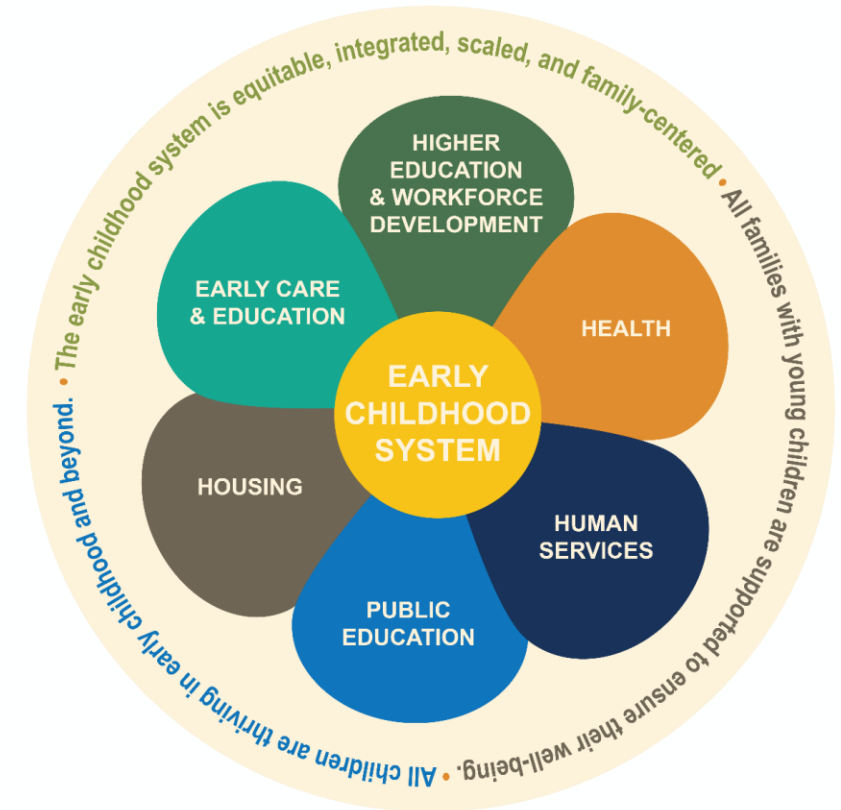 The early childhood system is equitable, integrated, scaled, and family-centered •
All families with young children are supported to ensure their well-being. •
All children are thriving in early childhood and beyond. •
HIGHER
EDUCATION
& WORKFORCE
DEVELOPMENT
EARLY CARE
& EDUCATION
HEALTH
EARLY
CHILDHOOD
SYSTEM
HOUSING
HUMAN
SERVICES
PUBLIC
EDUCATION